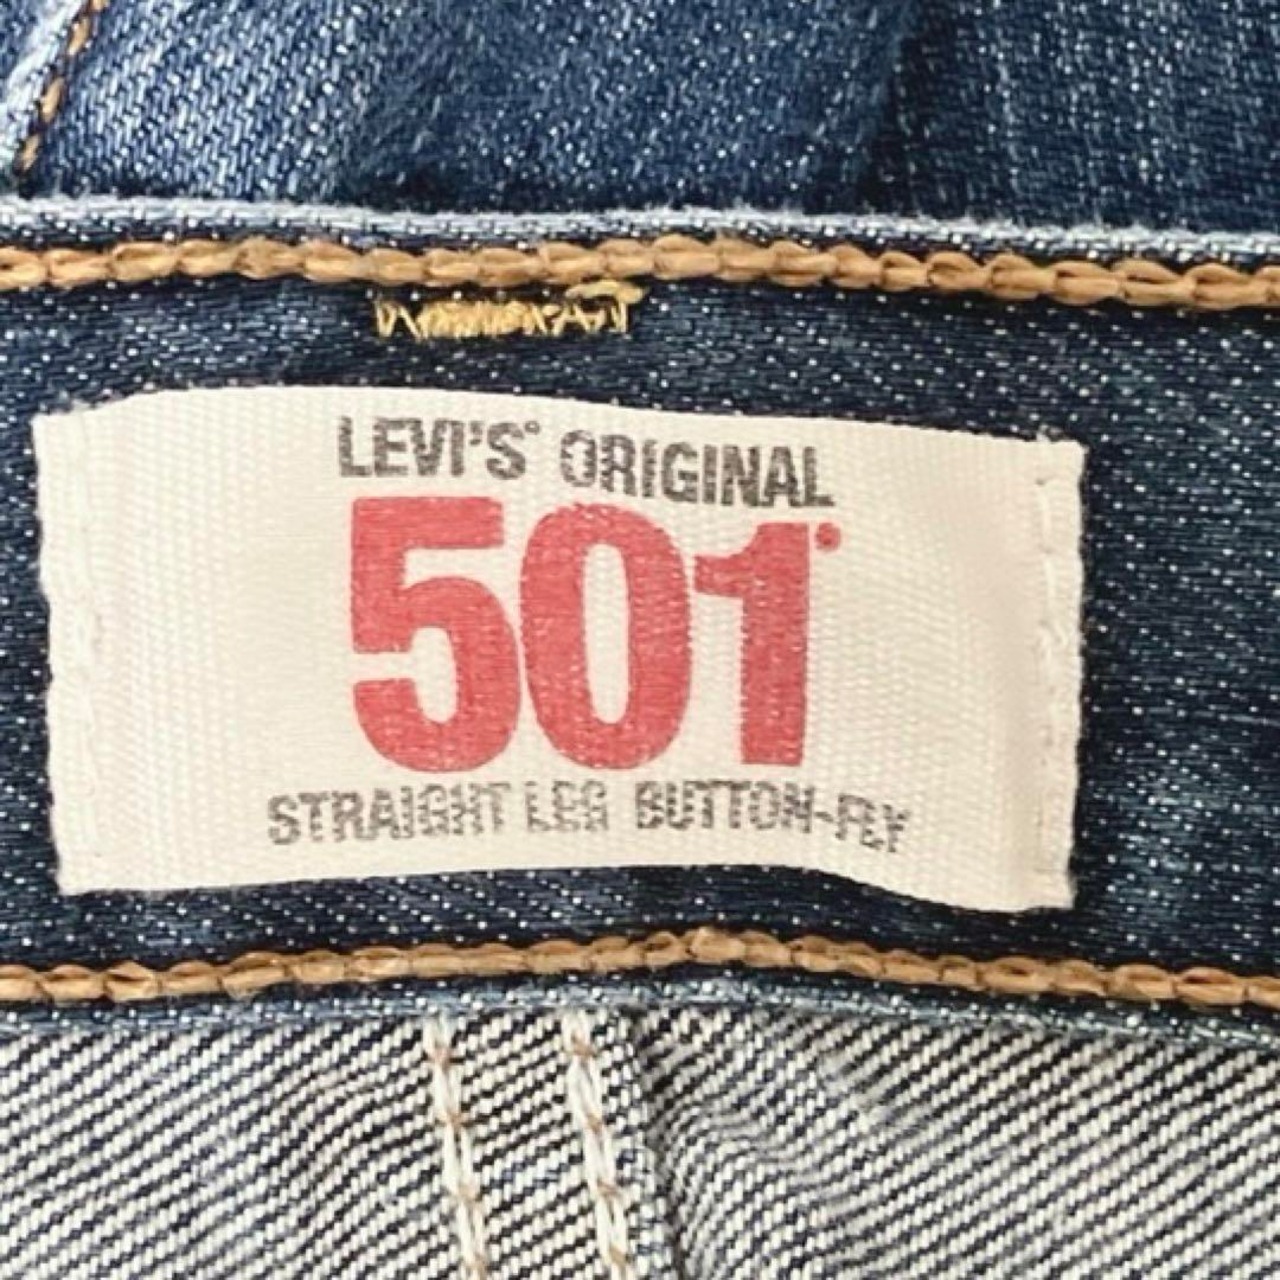 LEVI'S® ORIGINAL
501®
STRAIGHT LEG BUTTON-FLY